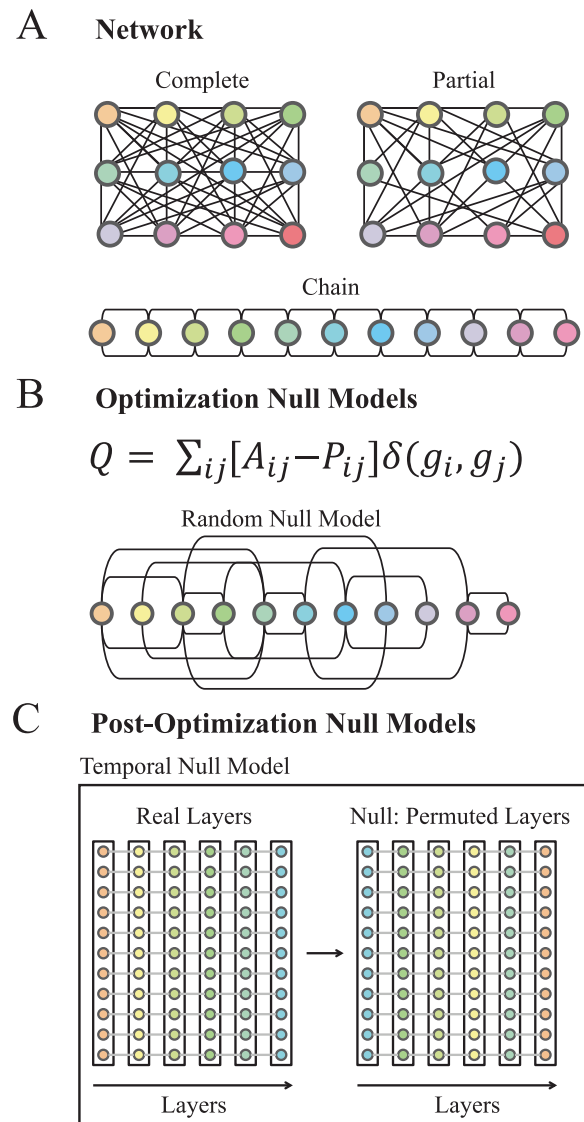 A Network
Complete Partial
Chain
B Optimization Null Models
Q = ∑ij[Aij−Pij]δ(gi, gj)
Random Null Model
C Post-Optimization Null Models
Temporal Null Model
Real Layers Null: Permuted Layers
Layers Layers